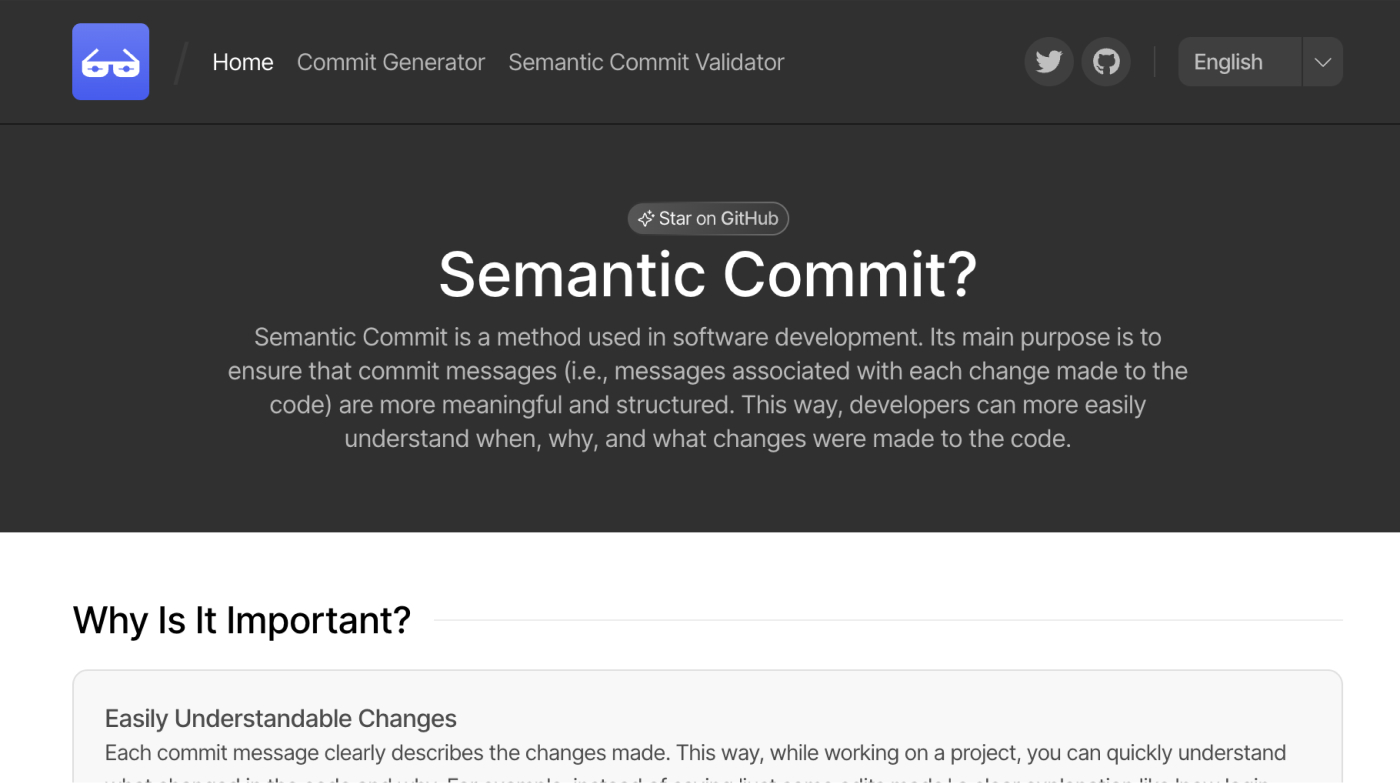 Home Commit Generator Semantic Commit Validator English
Star on GitHub
Semantic Commit?
Semantic Commit is a method used in software development. Its main purpose is to
ensure that commit messages (i.e., messages associated with each change made to the
code) are more meaningful and structured. This way, developers can more easily
understand when, why, and what changes were made to the code.
Why Is It Important?
Easily Understandable Changes
Each commit message clearly describes the changes made. This way, while working on a project, you can quickly understand